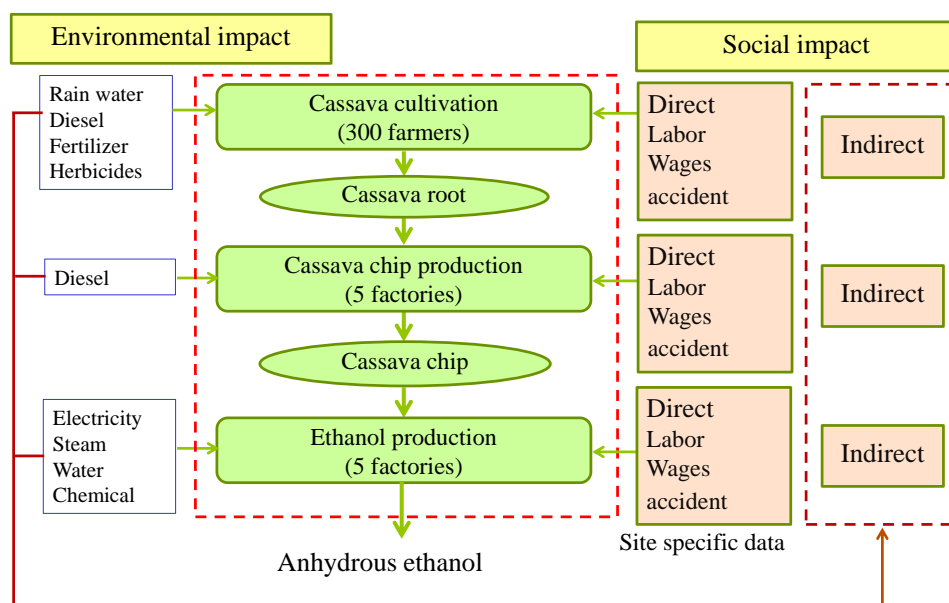 Environmental impact
Social impact
Rain water
Diesel
Fertilizer
Herbicides
Cassava cultivation
(300 farmers)
Direct
Labor
Wages
accident
Indirect
Cassava root
Diesel
Cassava chip production
(5 factories)
Direct
Labor
Wages
accident
Indirect
Cassava chip
Electricity
Steam
Water
Chemical
Ethanol production
(5 factories)
Direct
Labor
Wages
accident
Indirect
Site specific data
Anhydrous ethanol